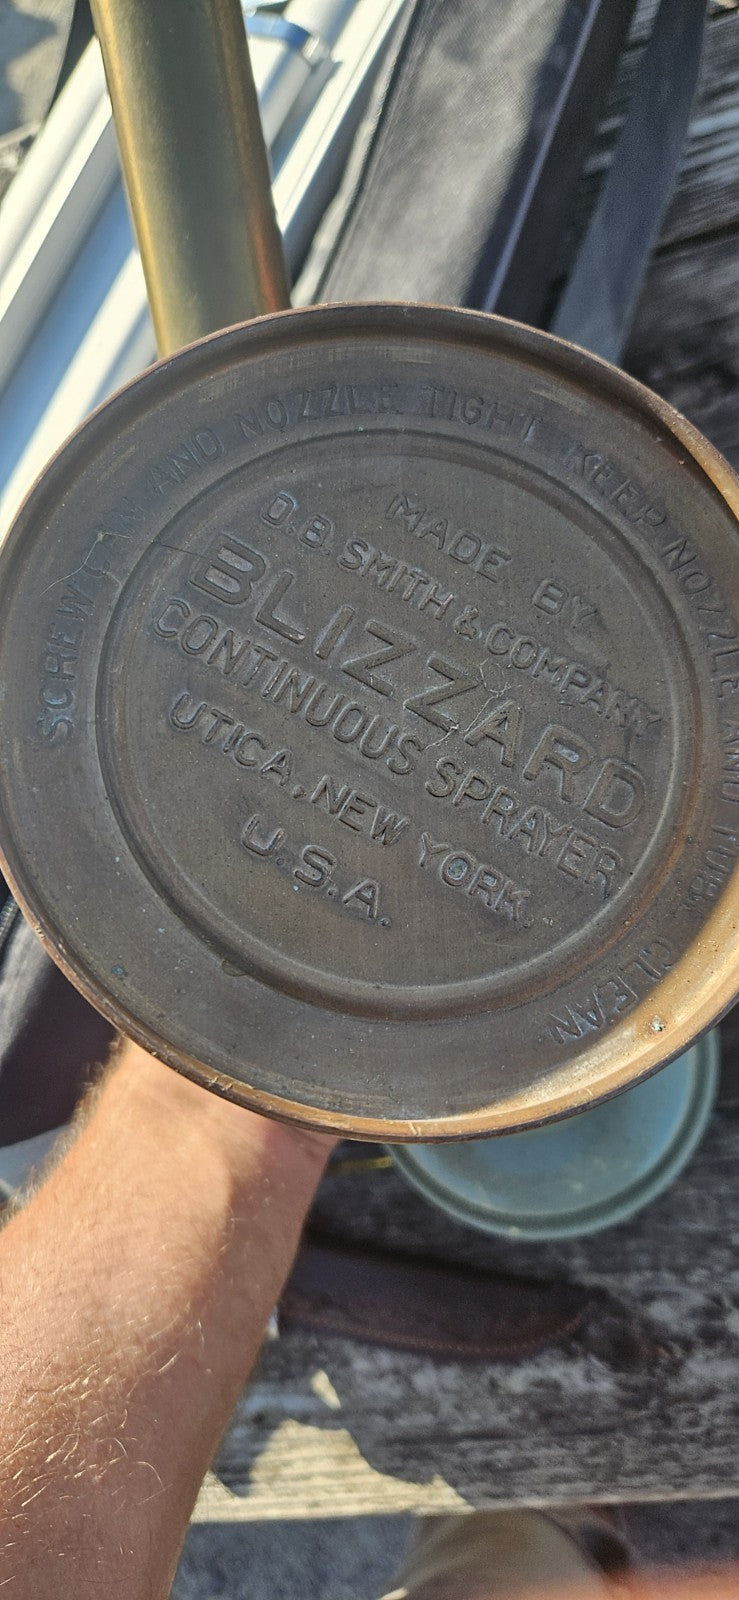 SCREW CAN AND NOZZLE TIGHT KEEP NOZZLE AND TUBE CLEAN
MADE BY
D.B. SMITH & COMPANY
BLIZZARD
CONTINUOUS SPRAYER
UTICA, NEW YORK.
U.S.A.